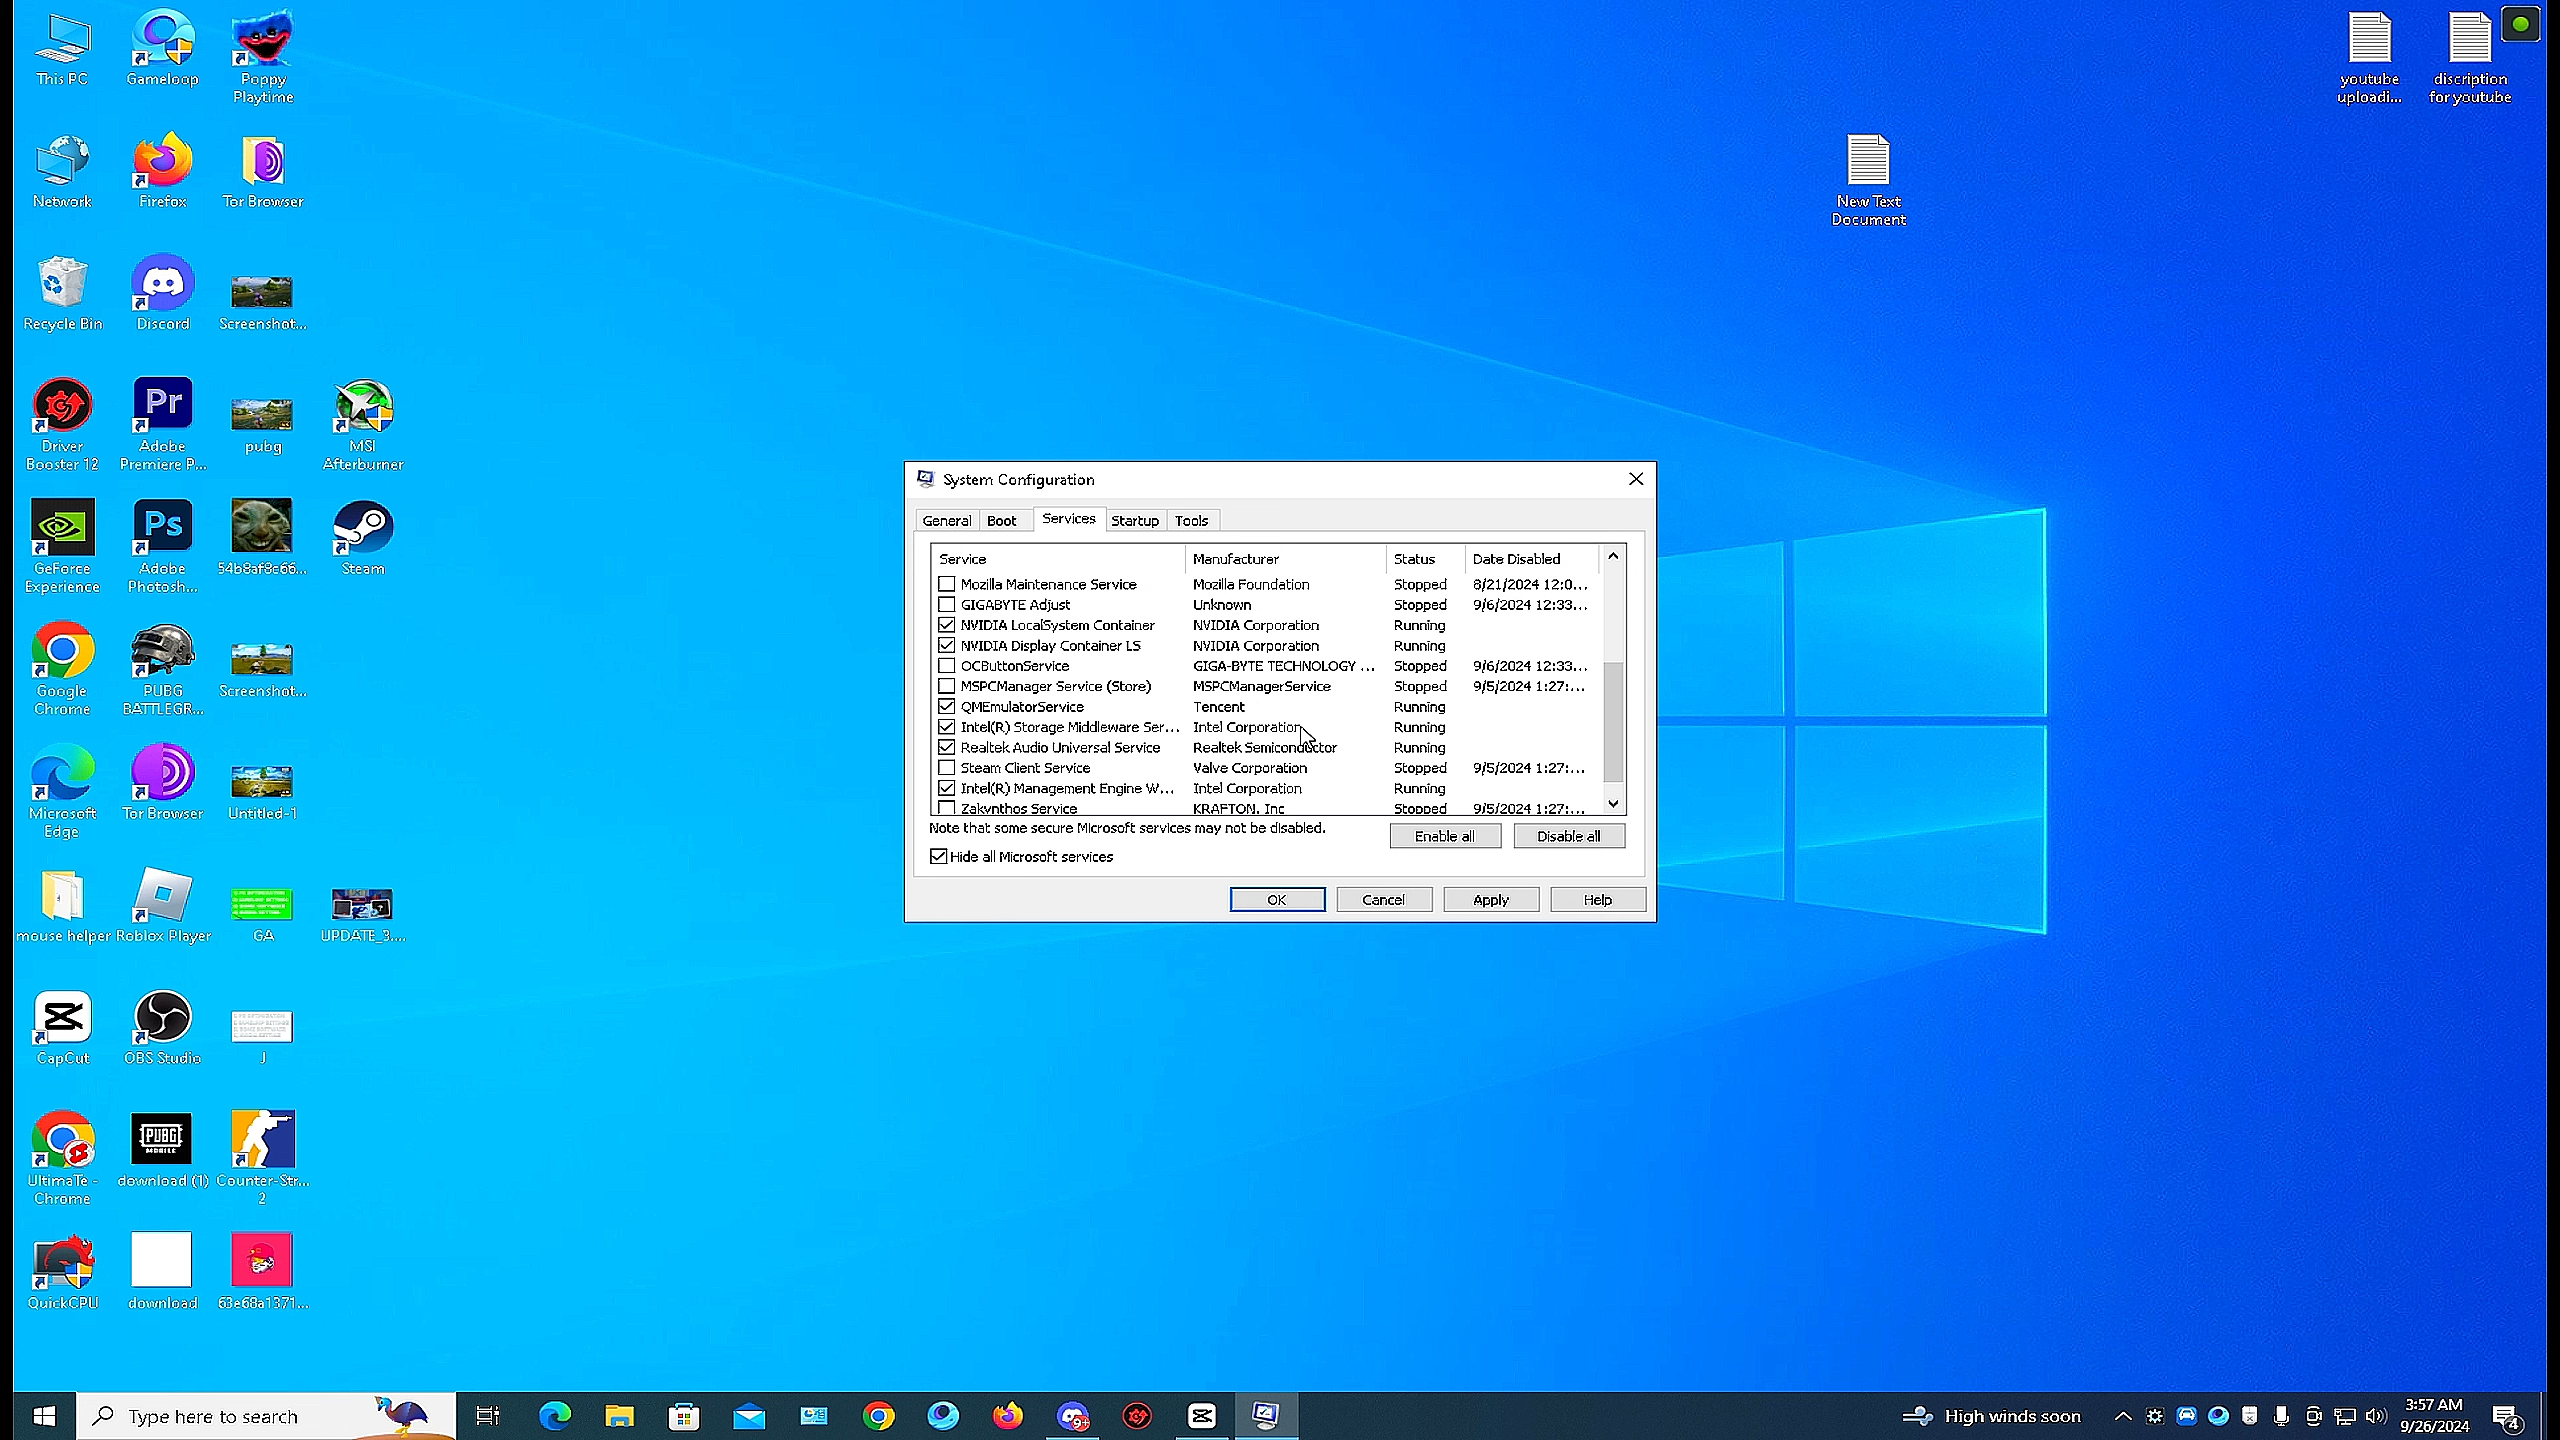 This PC
Gameloop
Poppy
Playtime
youtube
uploadi...
discription
for youtube
Network
Firefox
Tor Browser
New Text
Document
Recycle Bin
Discord
Screenshot...
Driver
Booster 12
Adobe
Premiere P...
pubg
MSI
Afterburner
GeForce
Experience
Adobe
Photosh...
54b8af8c66...
Steam
Google
Chrome
PUBG
BATTLEGR...
Screenshot...
Microsoft
Edge
Tor Browser
Untitled-1
mouse helper
Roblox Player
GA
UPDATE_3....
CapCut
OBS Studio
J
UltimaTe -
Chrome
PUBG
MOBILE
download (1)
Counter-Str...
2
QuickCPU
download
63e68a1371...
System Configuration
General Boot Services Startup Tools
Service Manufacturer Status Date Disabled
Mozilla Maintenance Service Mozilla Foundation Stopped 8/21/2024 12:0...
GIGABYTE Adjust Unknown Stopped 9/6/2024 12:33...
NVIDIA LocalSystem Container NVIDIA Corporation Running
NVIDIA Display Container LS NVIDIA Corporation Running
OCButtonService GIGA-BYTE TECHNOLOGY ... Stopped 9/6/2024 12:33...
MSPCManager Service (Store) MSPCManagerService Stopped 9/5/2024 1:27:...
QMEmulatorService Tencent Running
Intel(R) Storage Middleware Ser... Intel Corporation Running
Realtek Audio Universal Service Realtek Semiconductor Running
Steam Client Service Valve Corporation Stopped 9/5/2024 1:27:...
Intel(R) Management Engine W... Intel Corporation Running
Zakynthos Service KRAFTON, Inc Stopped 9/5/2024 1:27:...
Note that some secure Microsoft services may not be disabled.
Enable all Disable all
Hide all Microsoft services
OK Cancel Apply Help
Type here to search
9+
High winds soon
3:57 AM
9/26/2024
4